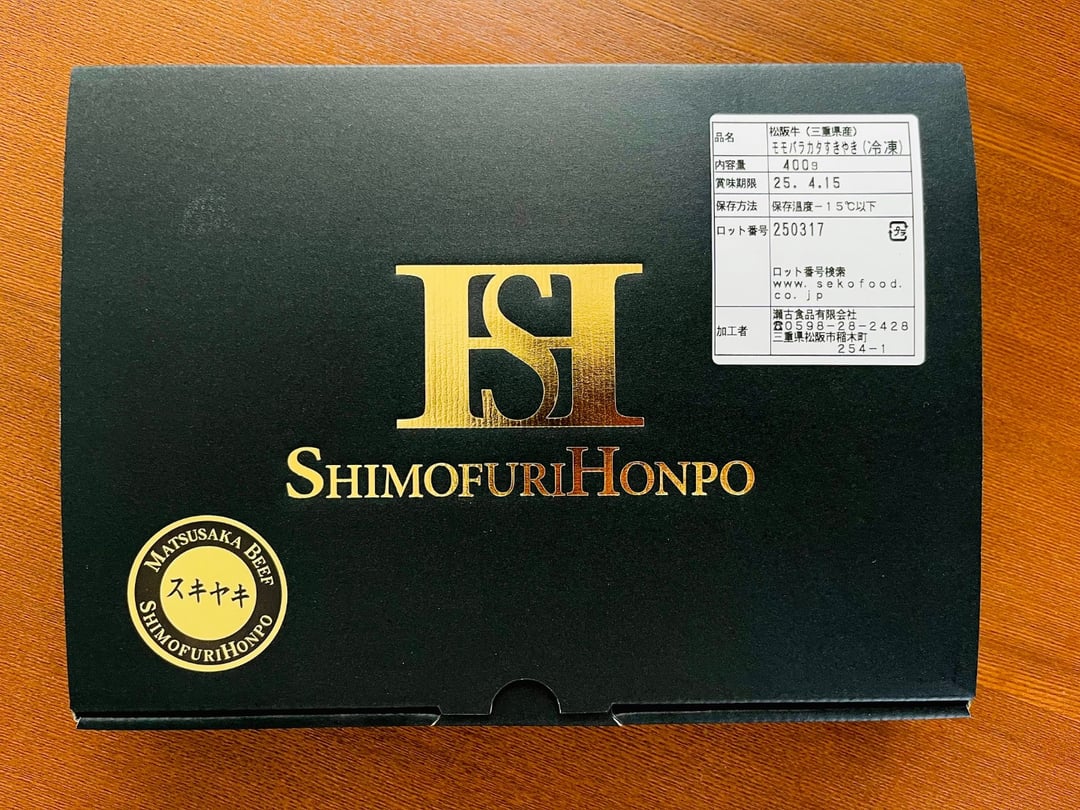 品名 松阪牛(三重県産)
モモバラカタすきやき(冷凍)
内容量 400g
賞味期限 25. 4.15
保存方法 保存温度-15℃以下
ロット番号 250317
プラ
ロット番号検索
www.sekofood.
co.jp
加工者 瀬古食品有限会社
☎0598-28-2428
三重県松阪市稲木町
254-1
HSH
SHIMOFURIHONPO
MATSUSAKA BEEF
スキヤキ
SHIMOFURIHONPO